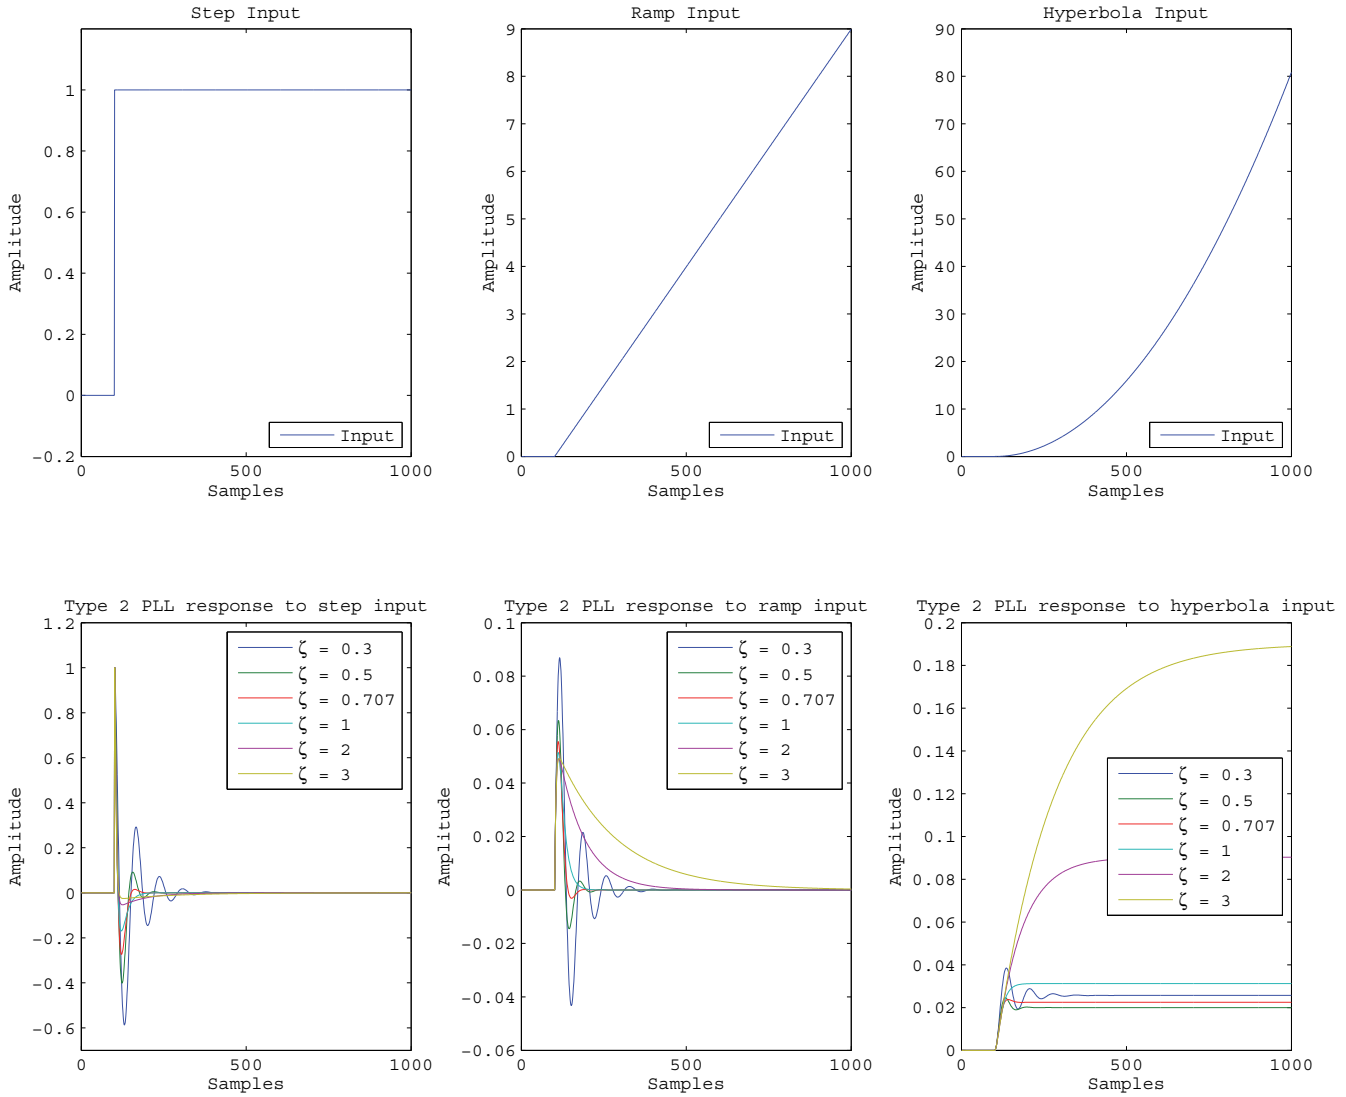 Step Input
Amplitude
1
0.8
0.6
0.4
0.2
0
-0.2
Input
0 500 1000
Samples
Ramp Input
Amplitude
9
8
7
6
5
4
3
2
1
0
Input
0 500 1000
Samples
Hyperbola Input
Amplitude
90
80
70
60
50
40
30
20
10
0
Input
0 500 1000
Samples
Type 2 PLL response to step input
Amplitude
1.2
1
0.8
0.6
0.4
0.2
0
-0.2
-0.4
-0.6
ζ = 0.3
ζ = 0.5
ζ = 0.707
ζ = 1
ζ = 2
ζ = 3
0 500 1000
Samples
Type 2 PLL response to ramp input
Amplitude
0.1
0.08
0.06
0.04
0.02
0
-0.02
-0.04
-0.06
ζ = 0.3
ζ = 0.5
ζ = 0.707
ζ = 1
ζ = 2
ζ = 3
0 500 1000
Samples
Type 2 PLL response to hyperbola input
Amplitude
0.2
0.18
0.16
0.14
0.12
0.1
0.08
0.06
0.04
0.02
0
ζ = 0.3
ζ = 0.5
ζ = 0.707
ζ = 1
ζ = 2
ζ = 3
0 500 1000
Samples